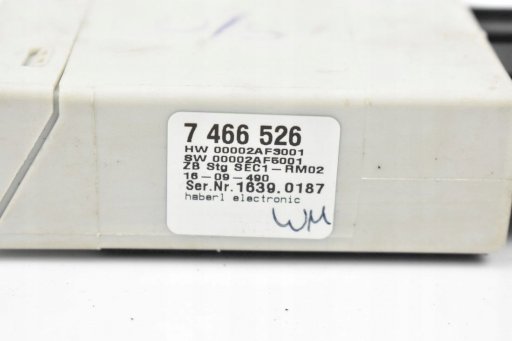 7 466 526
HW 00002AF3001
SW 00002AF5001
ZB Stg SEC1-RM02
16-09-490
Ser.Nr.1639.0187
haberl electronic
WM